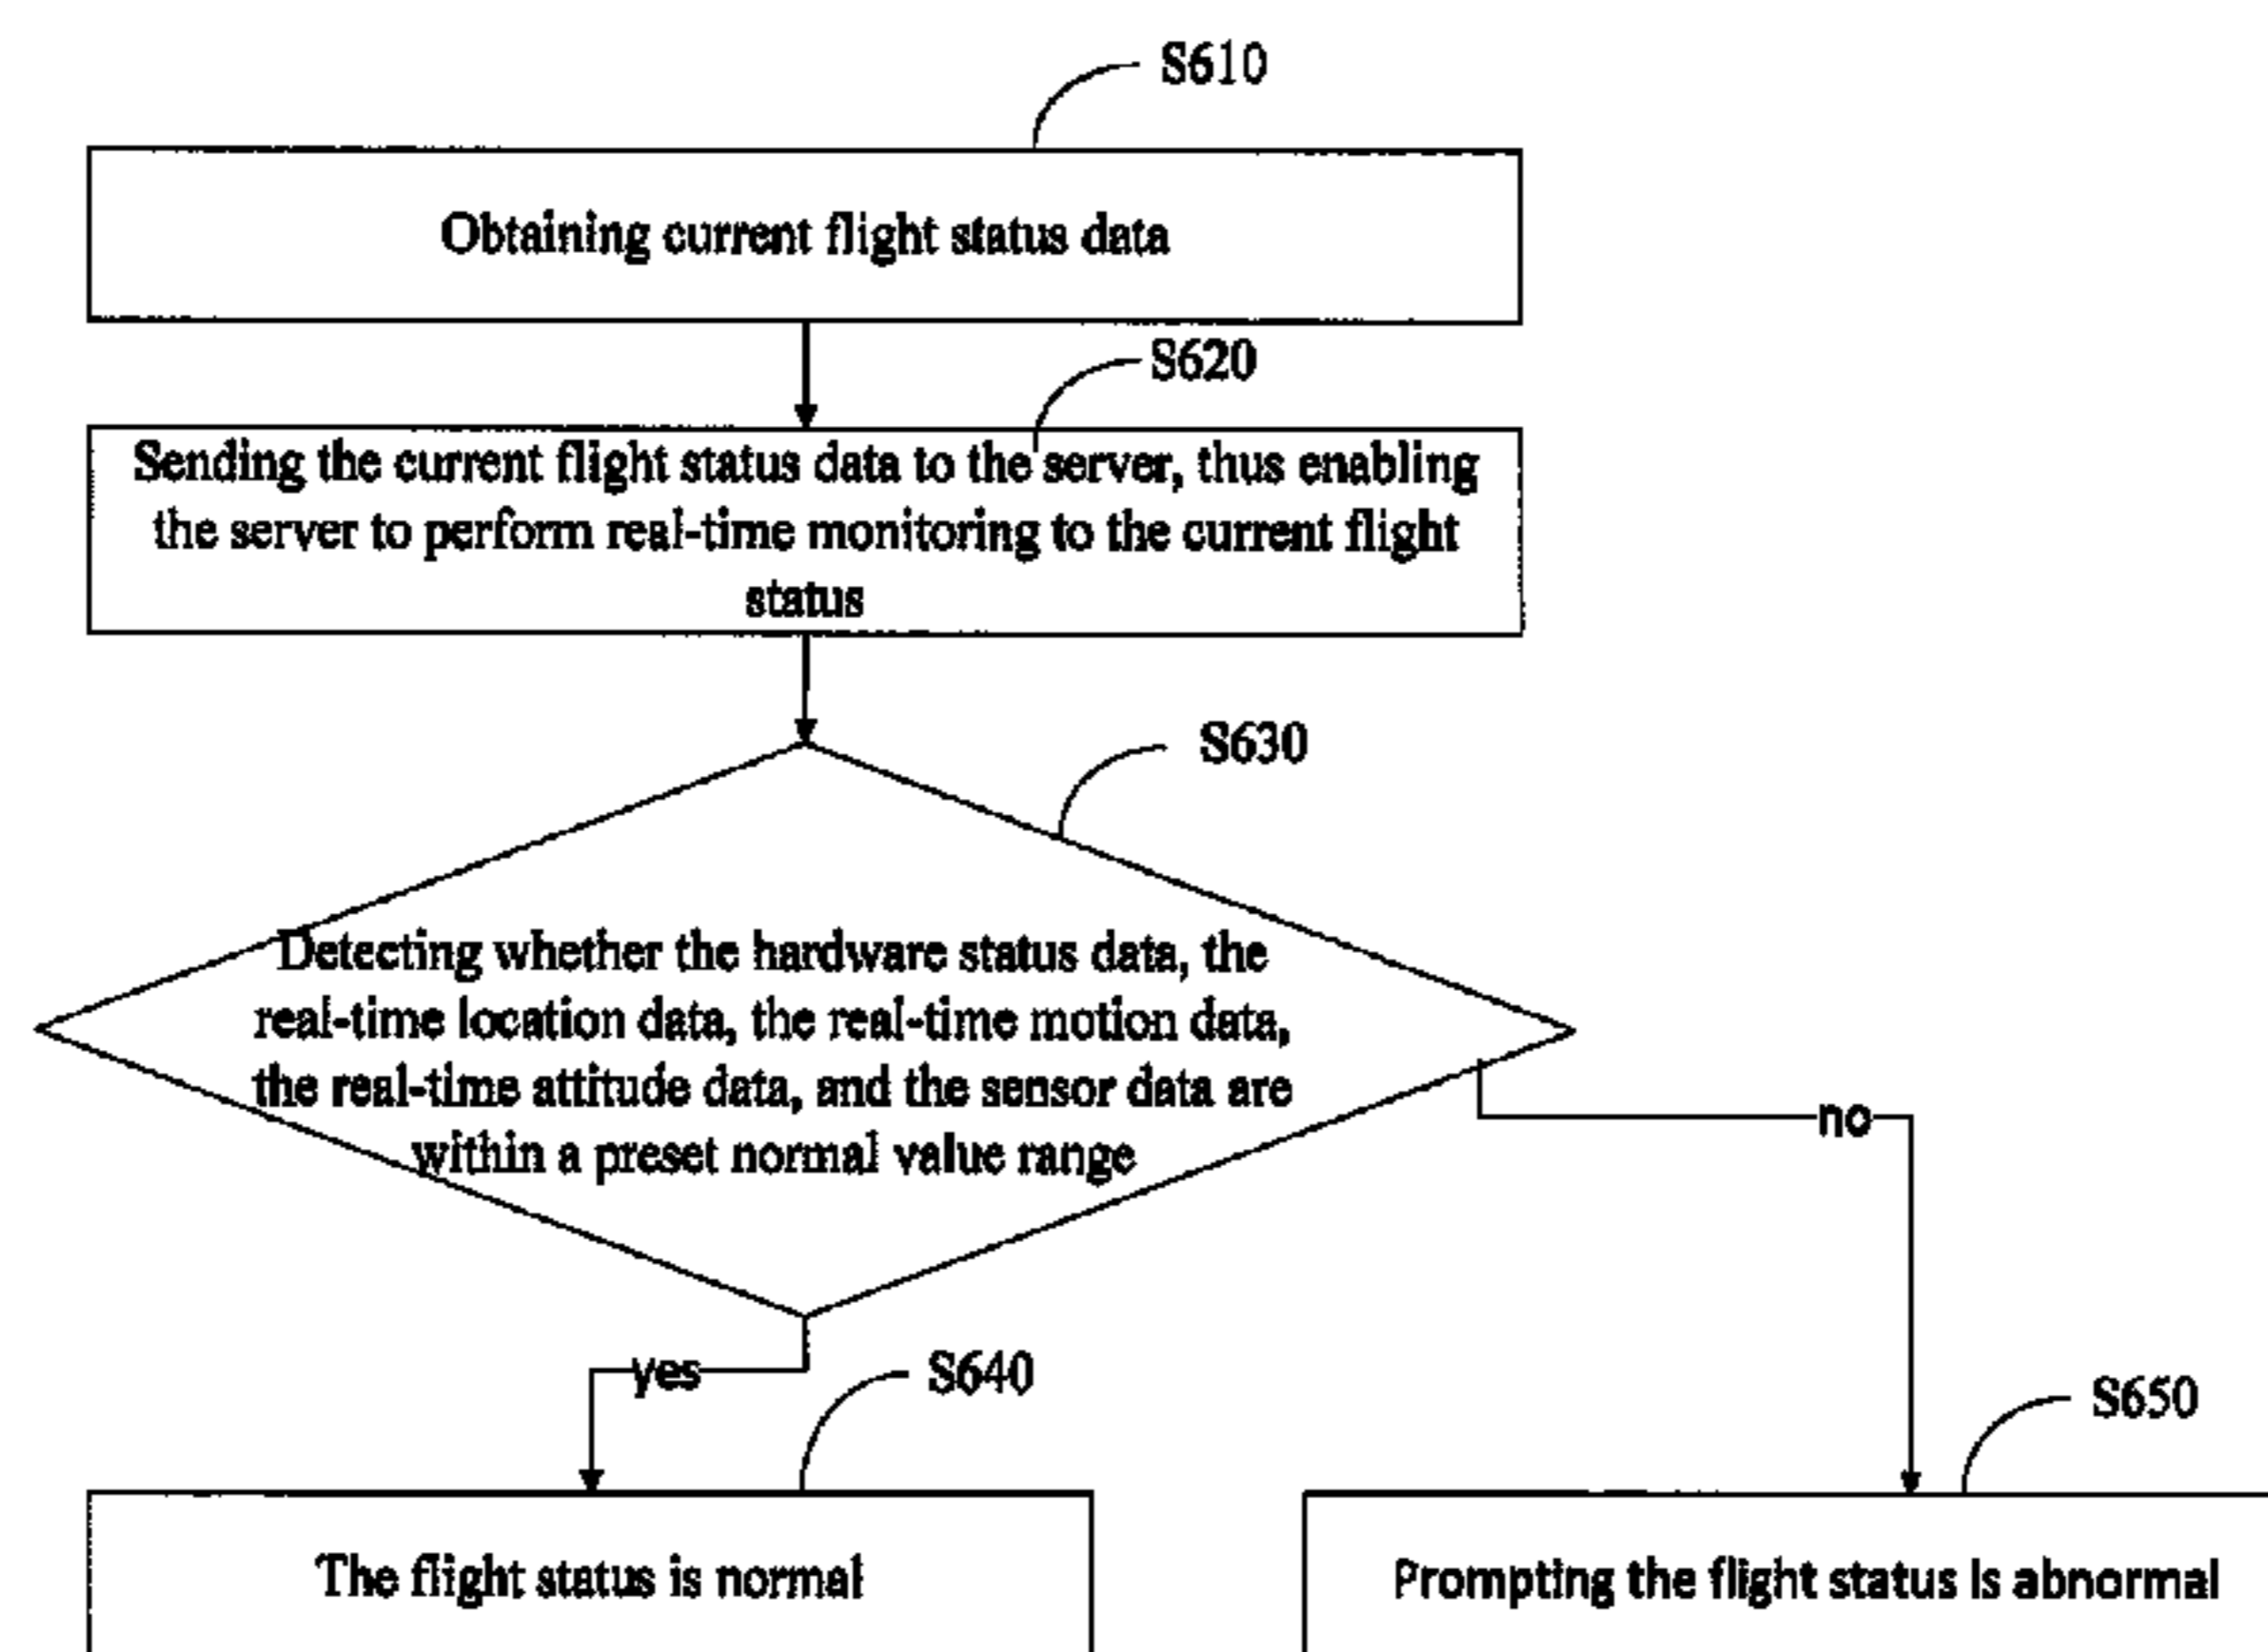 S610
Obtaining current flight status data
S620
Sending the current flight status data to the server, thus enabling
the server to perform real-time monitoring to the current flight
status
S630
Detecting whether the hardware status data, the
real-time location data, the real-time motion data,
the real-time attitude data, and the sensor data are
within a preset normal value range
no
yes
S640
S650
The flight status is normal
Prompting the flight status is abnormal